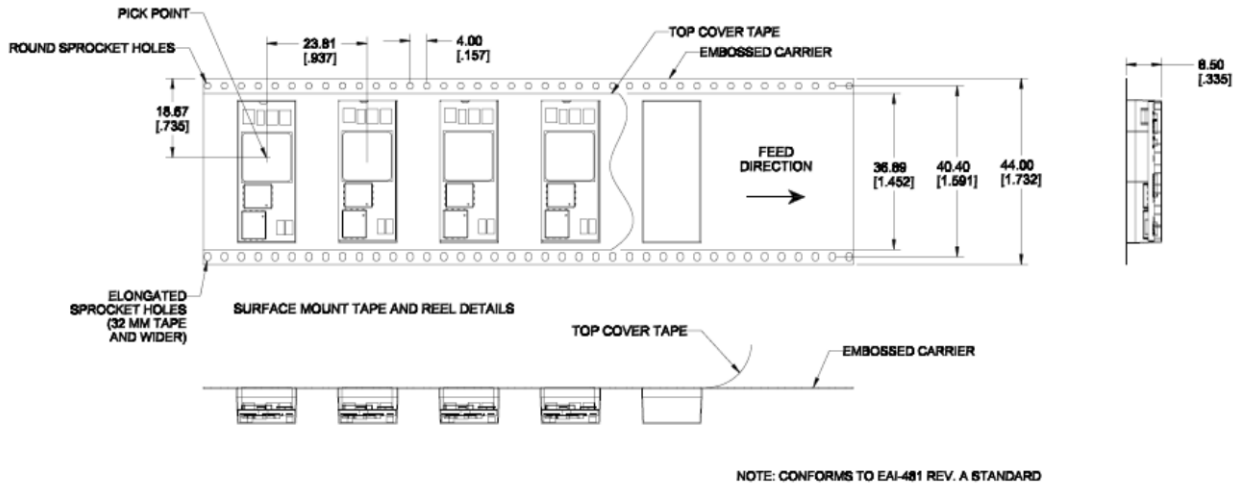 PICK POINT
ROUND SPROCKET HOLES
23.81
[.937]
4.00
[.157]
TOP COVER TAPE
EMBOSSED CARRIER
8.50
[.335]
18.67
[.735]
FEED
DIRECTION
36.89
[1.452]
40.40
[1.591]
44.00
[1.732]
ELONGATED
SPROCKET HOLES
(32 MM TAPE
AND WIDER)
SURFACE MOUNT TAPE AND REEL DETAILS
TOP COVER TAPE
EMBOSSED CARRIER
NOTE: CONFORMS TO EAI-481 REV. A STANDARD